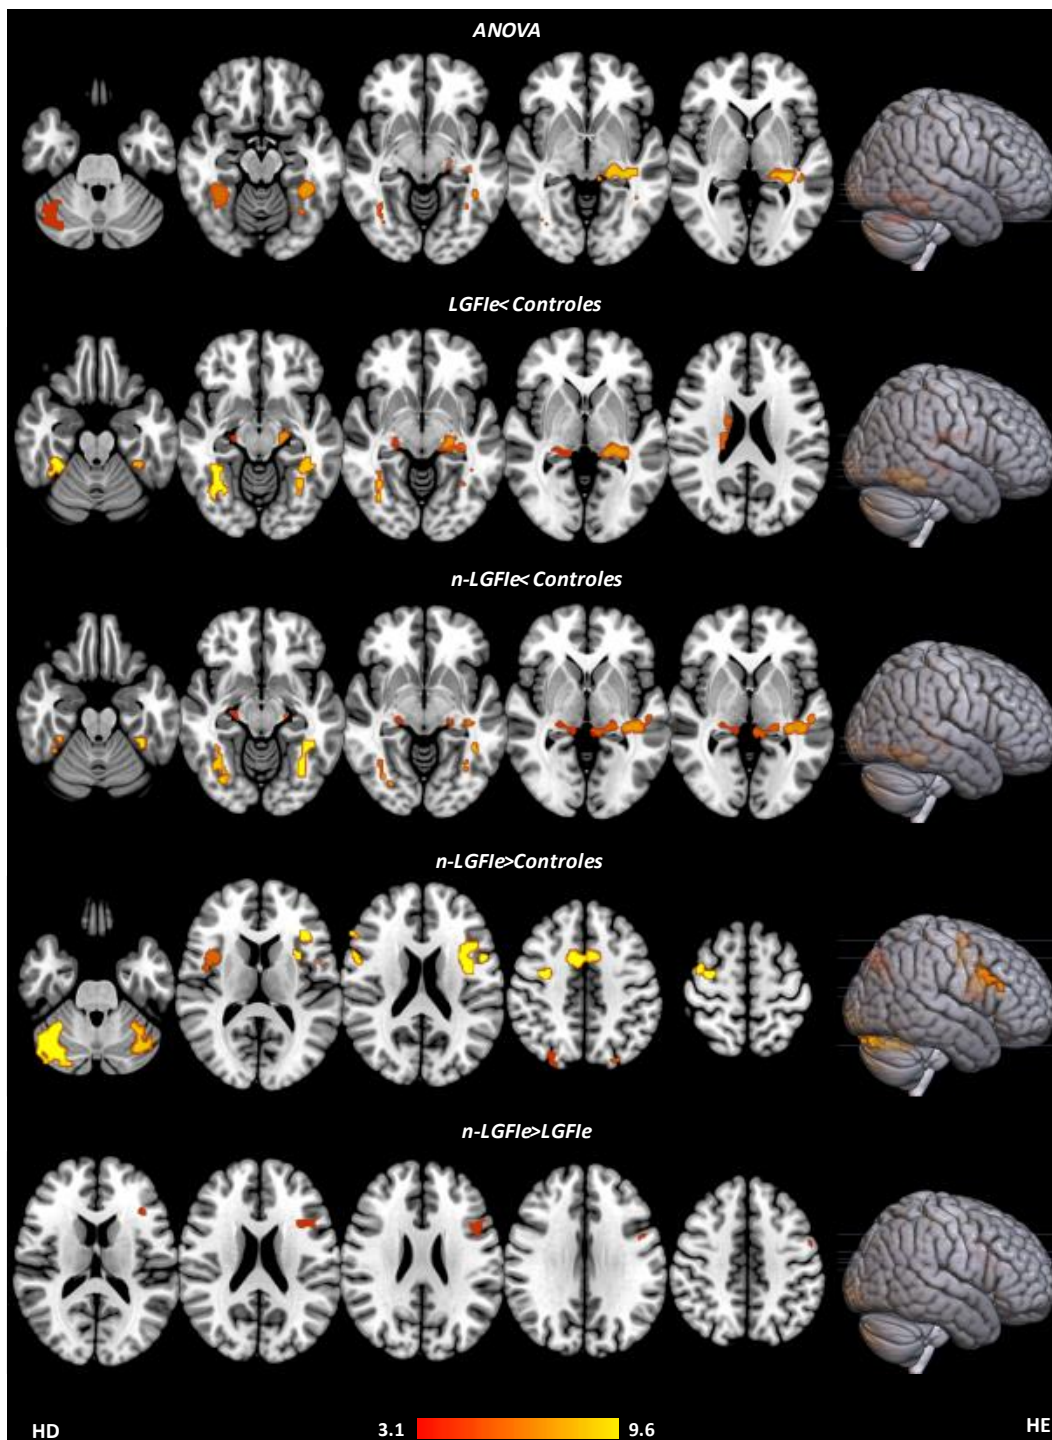 ANOVA
LGFIe< Controles
n-LGFIe< Controles
n-LGFIe>Controles
n-LGFIe>LGFIe
HD 3.1 9.6 HE